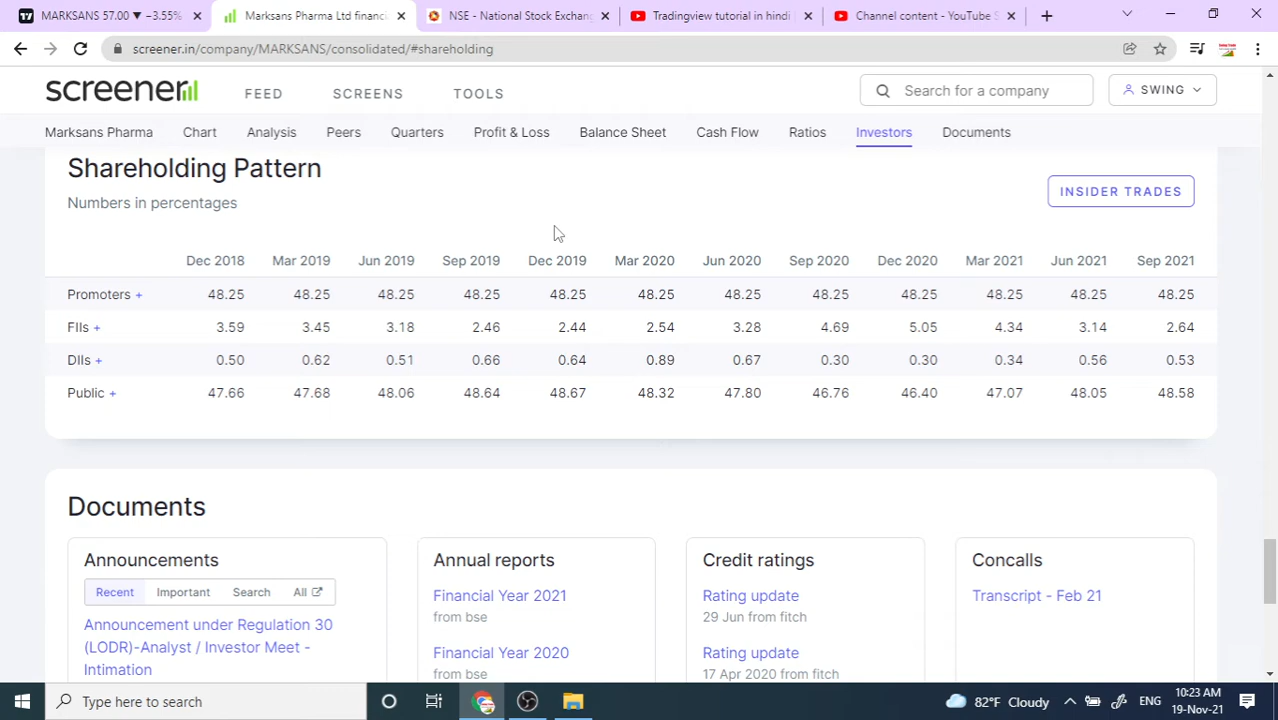 MARKSANS 57.00 ▼ −3.55%
Marksans Pharma Ltd financi
NSE - National Stock Exchan
Tradingview tutorial in hindi
Channel content - YouTube S
screener.in/company/MARKSANS/consolidated/#shareholding
screener
FEED
SCREENS
TOOLS
Search for a company
SWING
Marksans Pharma Chart Analysis Peers Quarters Profit & Loss Balance Sheet Cash Flow Ratios Investors Documents
Shareholding Pattern
Numbers in percentages
INSIDER TRADES
Dec 2018 Mar 2019 Jun 2019 Sep 2019 Dec 2019 Mar 2020 Jun 2020 Sep 2020 Dec 2020 Mar 2021 Jun 2021 Sep 2021
Promoters + 48.25 48.25 48.25 48.25 48.25 48.25 48.25 48.25 48.25 48.25 48.25 48.25
FIIs + 3.59 3.45 3.18 2.46 2.44 2.54 3.28 4.69 5.05 4.34 3.14 2.64
DIIs + 0.50 0.62 0.51 0.66 0.64 0.89 0.67 0.30 0.30 0.34 0.56 0.53
Public + 47.66 47.68 48.06 48.64 48.67 48.32 47.80 46.76 46.40 47.07 48.05 48.58
Documents
Announcements
Recent Important Search All
Announcement under Regulation 30
(LODR)-Analyst / Investor Meet -
Intimation
Annual reports
Financial Year 2021
from bse
Financial Year 2020
from bse
Credit ratings
Rating update
29 Jun from fitch
Rating update
17 Apr 2020 from fitch
Concalls
Transcript - Feb 21
Type here to search
82°F Cloudy
ENG
10:23 AM
19-Nov-21